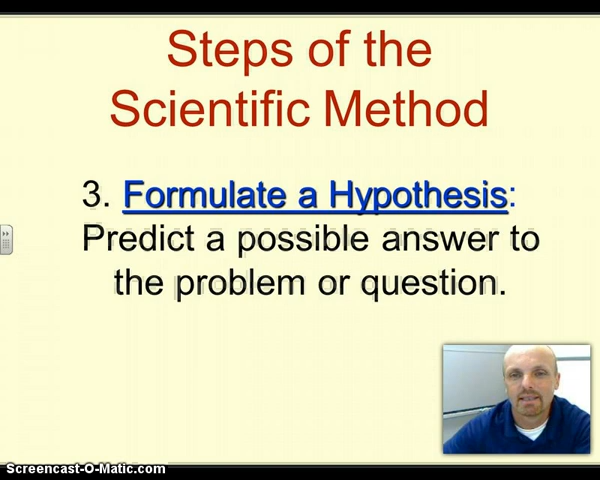 Steps of the
Scientific Method
3. Formulate a Hypothesis:
Predict a possible answer to
the problem or question.
Screencast-O-Matic.com